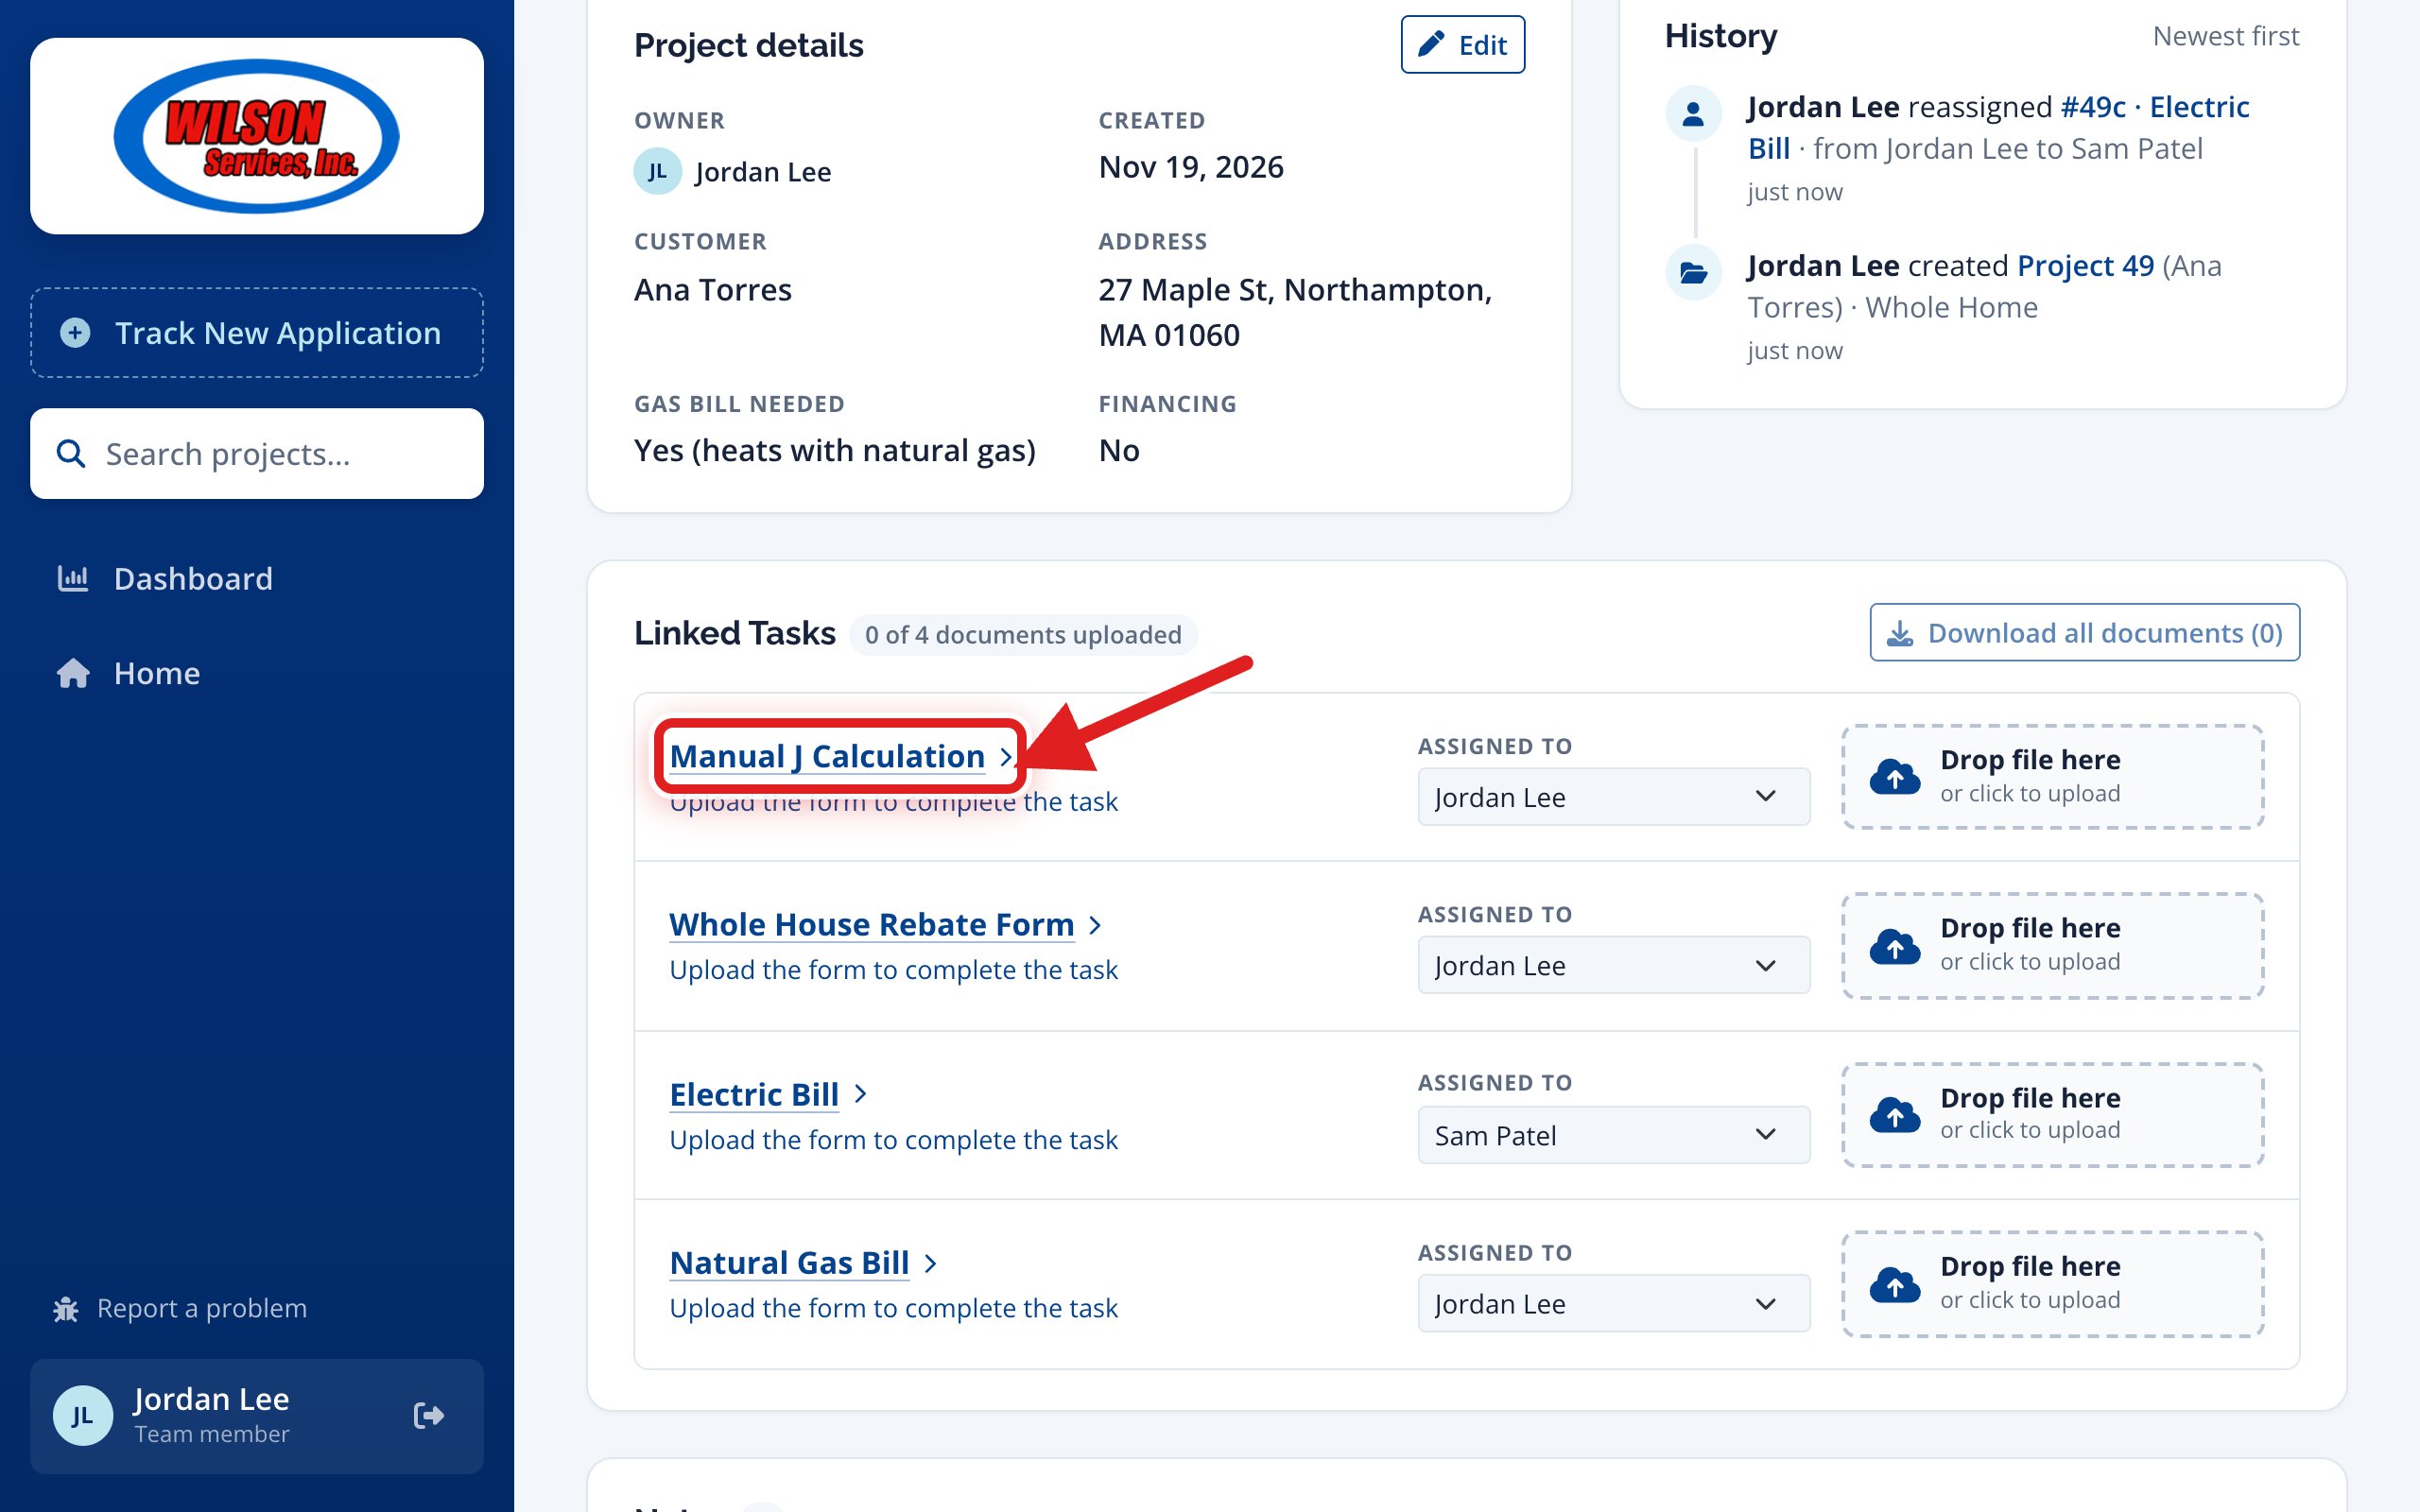 WILSON
Services, Inc.
Track New Application
Search projects...
Dashboard
Home
Report a problem
JL
Jordan Lee
Team member
Project details
Edit
OWNER
JL
Jordan Lee
CREATED
Nov 19, 2026
CUSTOMER
Ana Torres
ADDRESS
27 Maple St, Northampton,
MA 01060
GAS BILL NEEDED
Yes (heats with natural gas)
FINANCING
No
History
Newest first
Jordan Lee reassigned #49c · Electric
Bill · from Jordan Lee to Sam Patel
just now
Jordan Lee created Project 49 (Ana
Torres) · Whole Home
just now
Linked Tasks
0 of 4 documents uploaded
Download all documents (0)
Manual J Calculation
Upload the form to complete the task
ASSIGNED TO
Jordan Lee
Drop file here
or click to upload
Whole House Rebate Form
Upload the form to complete the task
ASSIGNED TO
Jordan Lee
Drop file here
or click to upload
Electric Bill
Upload the form to complete the task
ASSIGNED TO
Sam Patel
Drop file here
or click to upload
Natural Gas Bill
Upload the form to complete the task
ASSIGNED TO
Jordan Lee
Drop file here
or click to upload